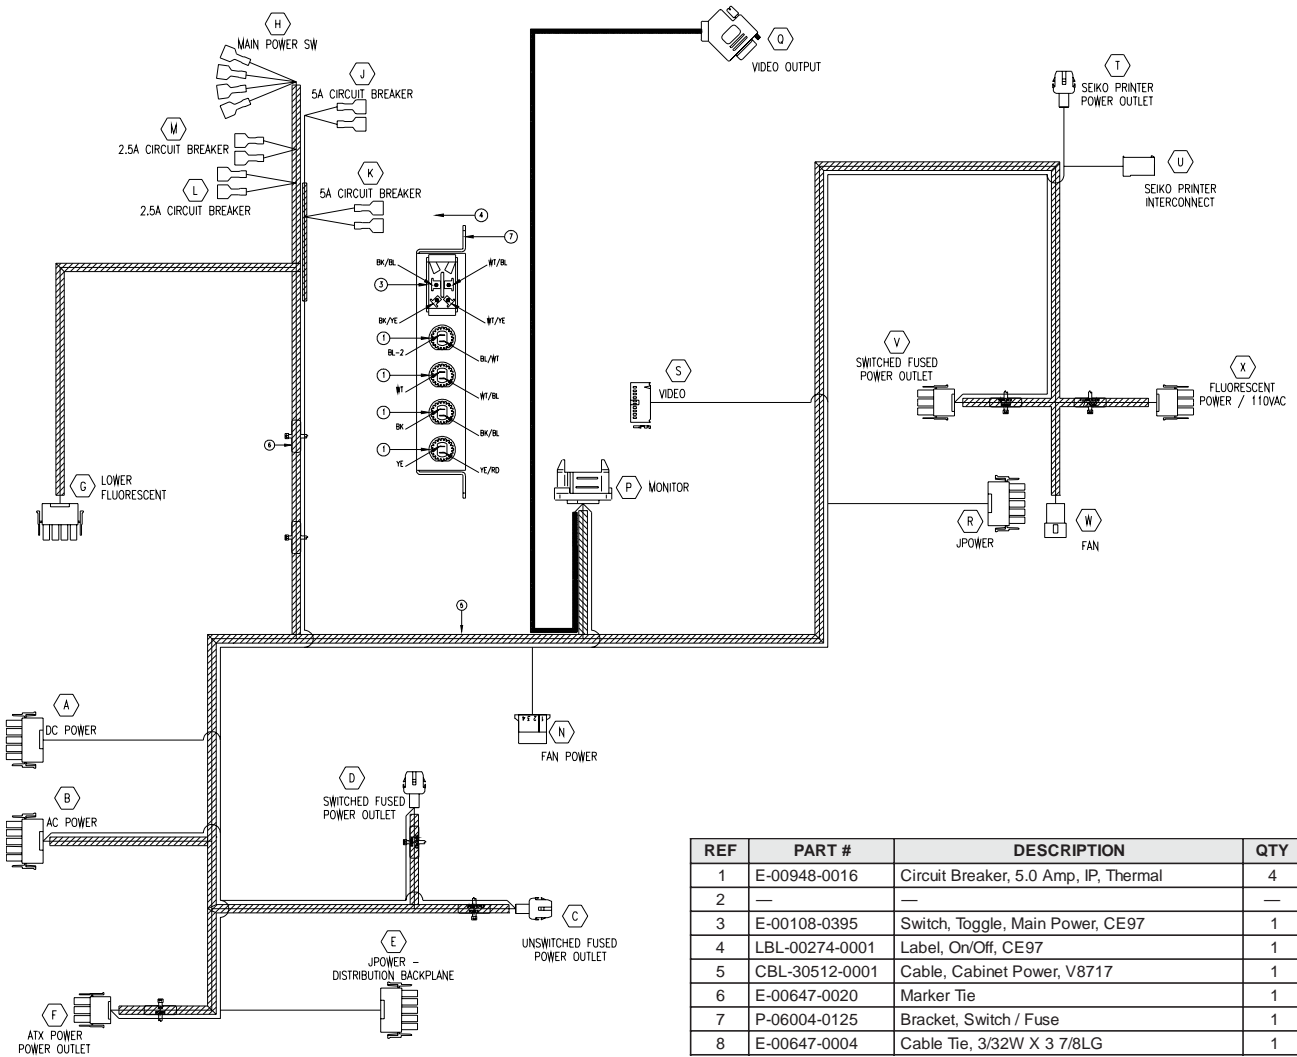 H
MAIN POWER SW
J
5A CIRCUIT BREAKER
M
2.5A CIRCUIT BREAKER
L
2.5A CIRCUIT BREAKER
K
5A CIRCUIT BREAKER
Q
VIDEO OUTPUT
T
SEIKO PRINTER
POWER OUTLET
U
SEIKO PRINTER
INTERCONNECT
4
7
BK/BL
WT/BL
3
BK/YE
WT/YE
1
BL-2
BL/WT
1
WT
WT/BL
1
BK
BK/BL
1
YE
YE/RD
6
G
LOWER
FLUORESCENT
S
VIDEO
P
MONITOR
V
SWITCHED FUSED
POWER OUTLET
X
FLUORESCENT
POWER / 110VAC
R
JPOWER
W
FAN
5
A
DC POWER
B
AC POWER
1 2 3 4
N
FAN POWER
D
SWITCHED FUSED
POWER OUTLET
C
UNSWITCHED FUSED
POWER OUTLET
E
JPOWER -
DISTRIBUTION BACKPLANE
F
ATX POWER
POWER OUTLET
REF PART # DESCRIPTION QTY
1 E-00948-0016 Circuit Breaker, 5.0 Amp, IP, Thermal 4
2 — — —
3 E-00108-0395 Switch, Toggle, Main Power, CE97 1
4 LBL-00274-0001 Label, On/Off, CE97 1
5 CBL-30512-0001 Cable, Cabinet Power, V8717 1
6 E-00647-0020 Marker Tie 1
7 P-06004-0125 Bracket, Switch / Fuse 1
8 E-00647-0004 Cable Tie, 3/32W X 3 7/8LG 1